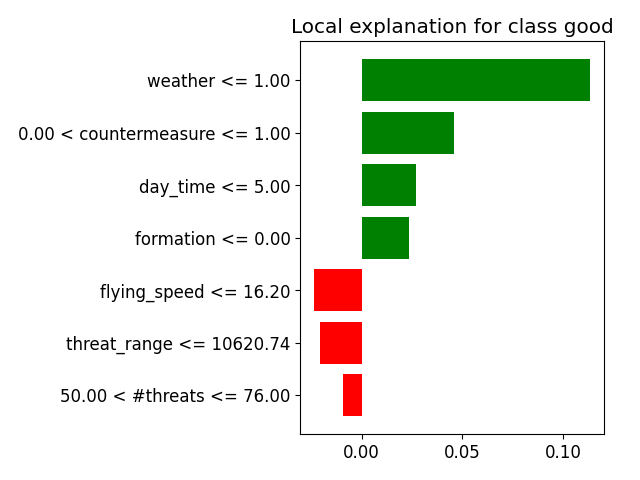 Local explanation for class good
weather <= 1.00
0.00 < countermeasure <= 1.00
day_time <= 5.00
formation <= 0.00
flying_speed <= 16.20
threat_range <= 10620.74
50.00 < #threats <= 76.00
0.00 0.05 0.10